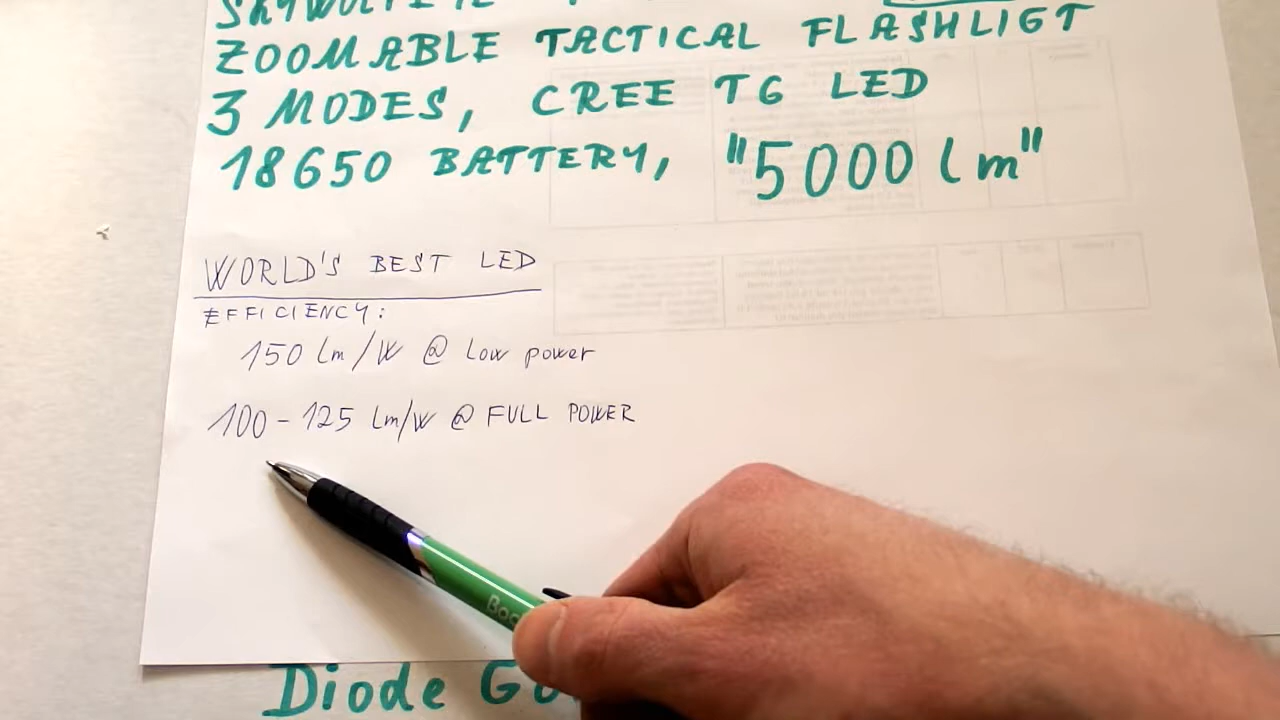 ZOOMABLE TACTICAL FLASHLIGT
3 MODES, CREE T6 LED
18650 BATTERY, "5000 lm"
WORLD'S BEST LED
EFFICIENCY:
150 lm/W @ Low power
100-125 lm/W @ FULL POWER
Diode